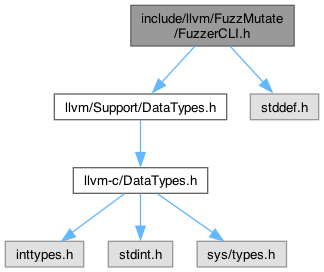 include/llvm/FuzzMutate
/FuzzerCLI.h
llvm/Support/DataTypes.h
stddef.h
llvm-c/DataTypes.h
inttypes.h
stdint.h
sys/types.h